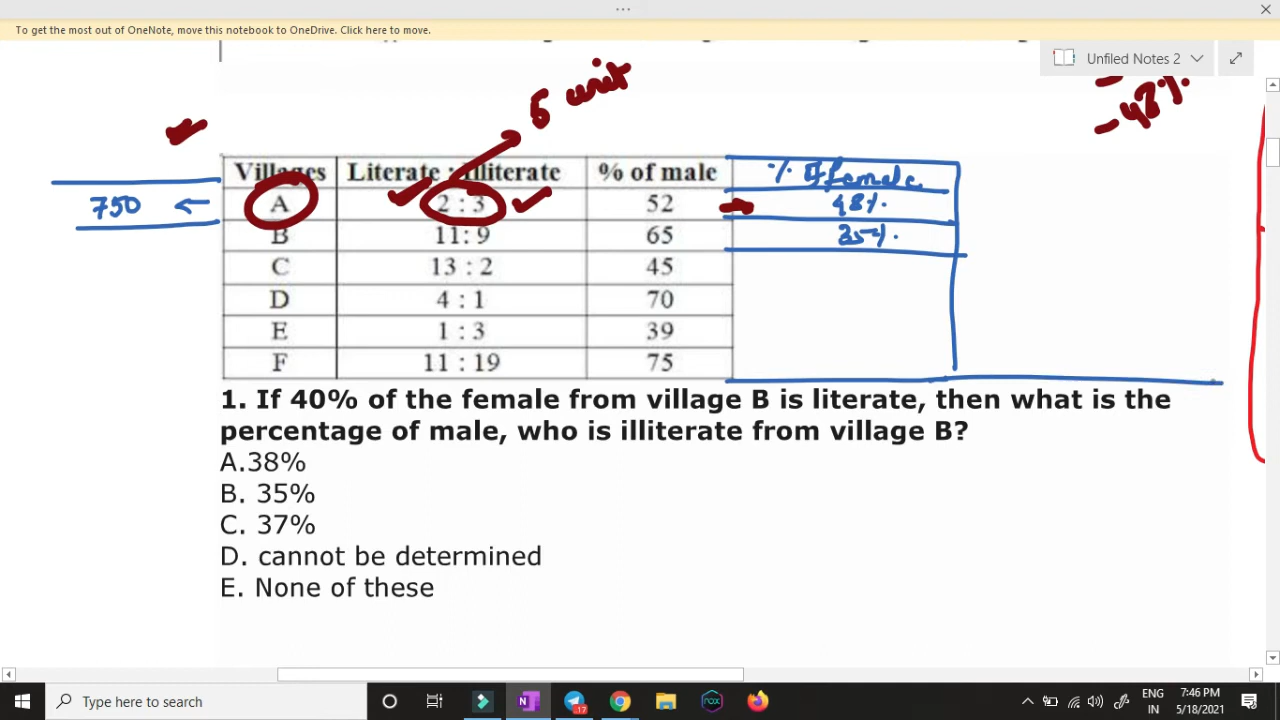 To get the most out of OneNote, move this notebook to OneDrive. Click here to move.
Unfiled Notes 2
5 unit
-48%
Villages Literate : Illiterate % of male % of female
750 ← A 2 : 3 52 48%
B 11: 9 65 35%
C 13 : 2 45
D 4 : 1 70
E 1 : 3 39
F 11 : 19 75
1. If 40% of the female from village B is literate, then what is the
percentage of male, who is illiterate from village B?
A.38%
B. 35%
C. 37%
D. cannot be determined
E. None of these
Type here to search
17
nox
ENG
IN
7:46 PM
5/18/2021